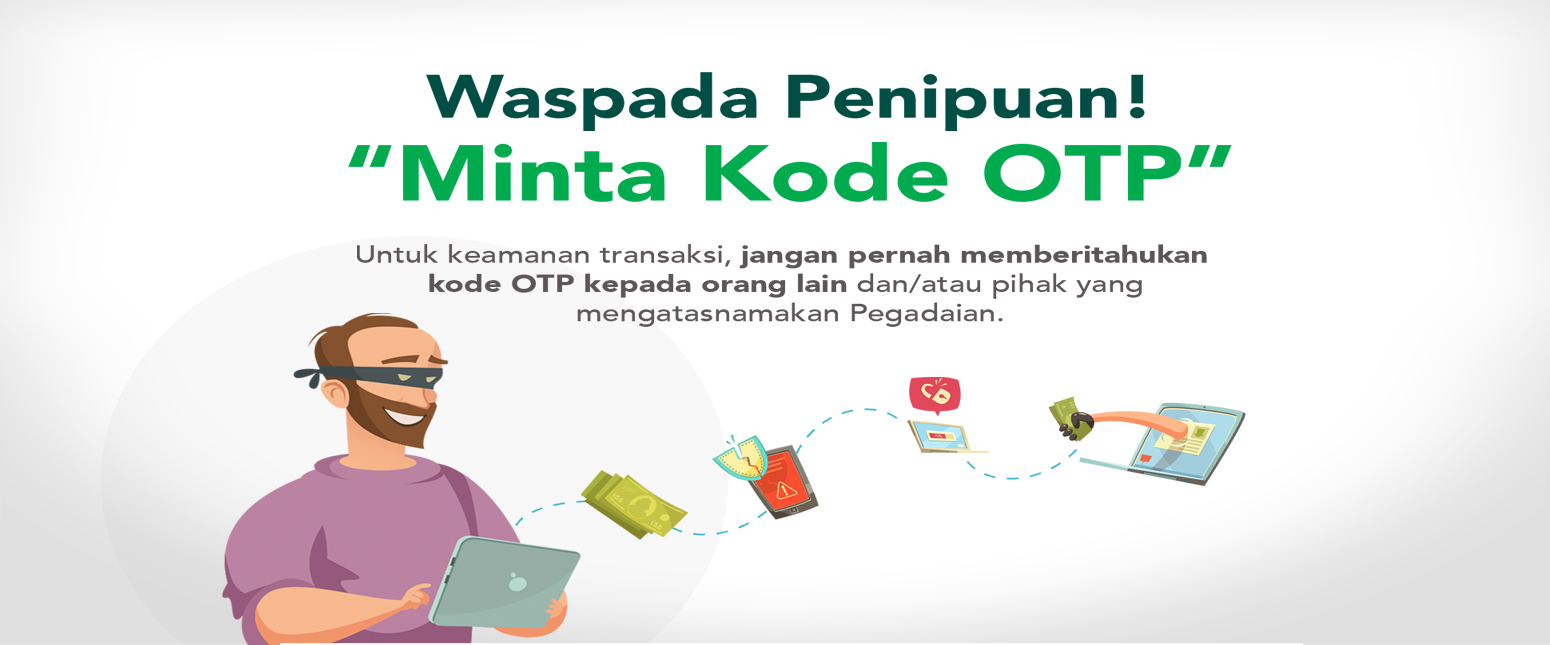 Waspada Penipuan!
“Minta Kode OTP”
Untuk keamanan transaksi, jangan pernah memberitahukan
kode OTP kepada orang lain dan/atau pihak yang
mengatasnamakan Pegadaian.